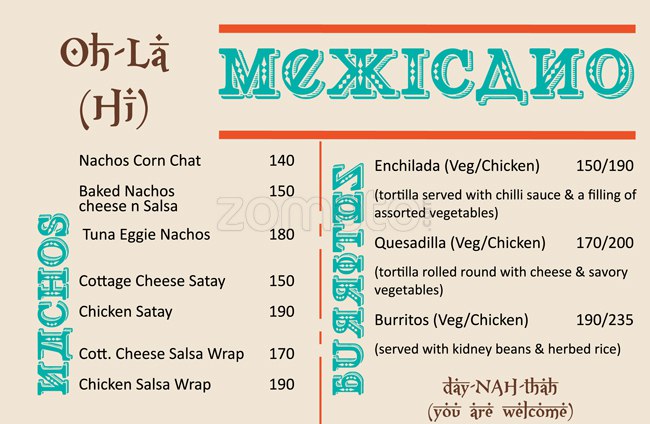 Oh-La
(Hi)
MEXICANO
NACHOS
Nachos Corn Chat 140
Baked Nachos 150
cheese n Salsa
Tuna Eggie Nachos 180
Cottage Cheese Satay 150
Chicken Satay 190
Cott. Cheese Salsa Wrap 170
Chicken Salsa Wrap 190
BURRITOS
Enchilada (Veg/Chicken) 150/190
(tortilla served with chilli sauce & a filling of
assorted vegetables)
Quesadilla (Veg/Chicken) 170/200
(tortilla rolled round with cheese & savory
vegetables)
Burritos (Veg/Chicken) 190/235
(served with kidney beans & herbed rice)
day-NAH-thah
(you are welcome)
zomato